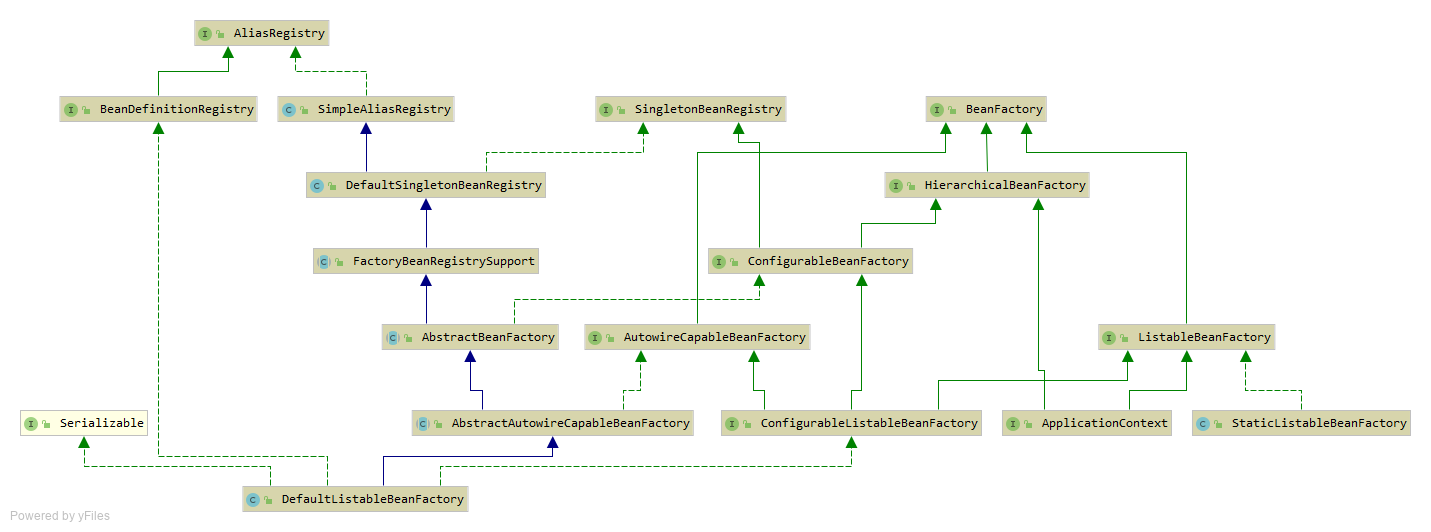 AliasRegistry
BeanDefinitionRegistry
SimpleAliasRegistry
SingletonBeanRegistry
BeanFactory
DefaultSingletonBeanRegistry
HierarchicalBeanFactory
FactoryBeanRegistrySupport
ConfigurableBeanFactory
AbstractBeanFactory
AutowireCapableBeanFactory
ListableBeanFactory
Serializable
AbstractAutowireCapableBeanFactory
ConfigurableListableBeanFactory
ApplicationContext
StaticListableBeanFactory
DefaultListableBeanFactory
Powered by yFiles